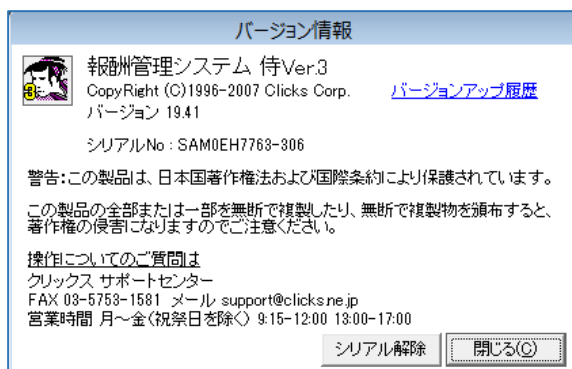 バージョン情報
報酬管理システム 侍Ver.3
CopyRight (C)1996-2007 Clicks Corp.
バージョンアップ履歴
バージョン 19.41
シリアルNo : SAM0EH7763-306
警告:この製品は、日本国著作権法および国際条約により保護されています。
この製品の全部または一部を無断で複製したり、無断で複製物を頒布すると、
著作権の侵害になりますのでご注意ください。
操作についてのご質問は
クリックス サポートセンター
FAX 03-5753-1581 メール support@clicks.ne.jp
営業時間 月~金(祝祭日を除く) 9:15-12:00 13:00-17:00
シリアル解除
閉じる(C)